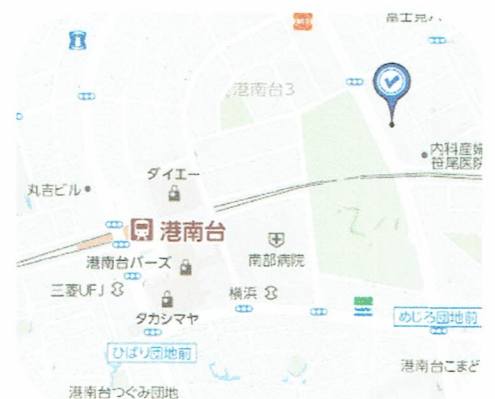 港南台3
内科産婦
笹尾医院
ダイエー
丸吉ビル
港南台
港南台バーズ
南部病院
三菱UFJ
横浜
タカシマヤ
めじろ団地前
ひばり団地前
港南台こまど
港南台つぐみ団地